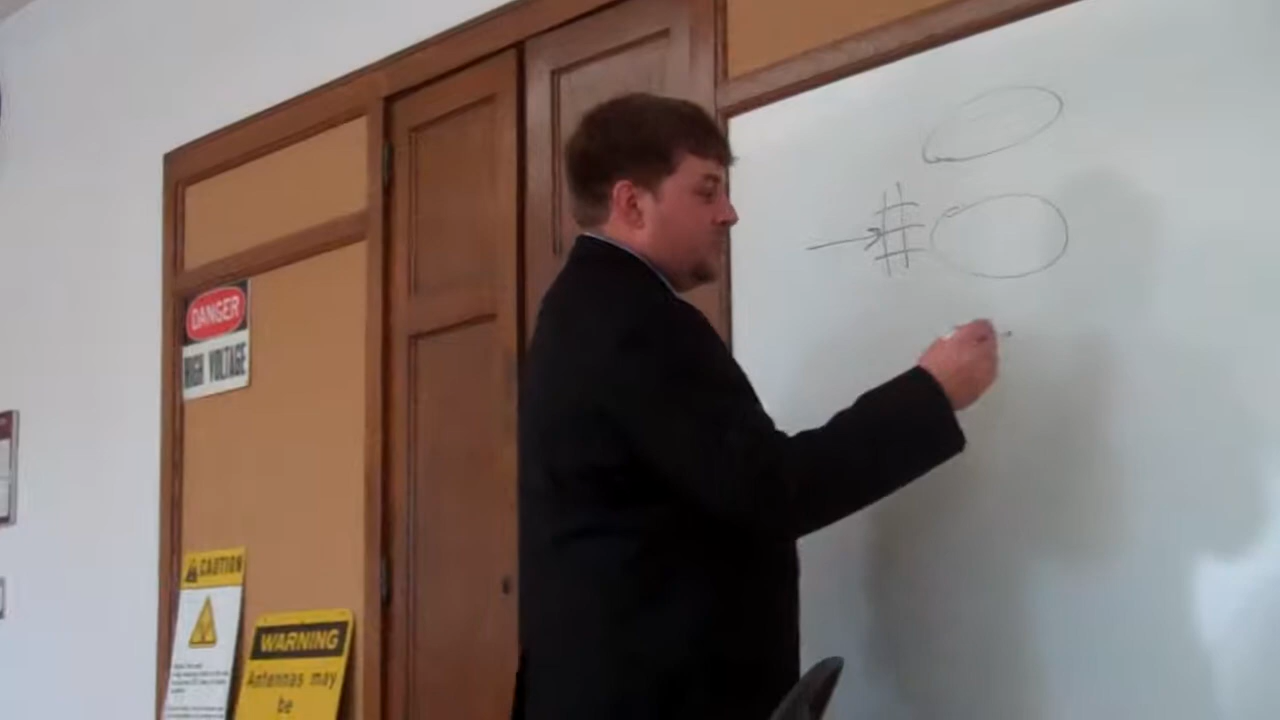 DANGER
HIGH VOLTAGE
CAUTION
WARNING
Antennas may
be